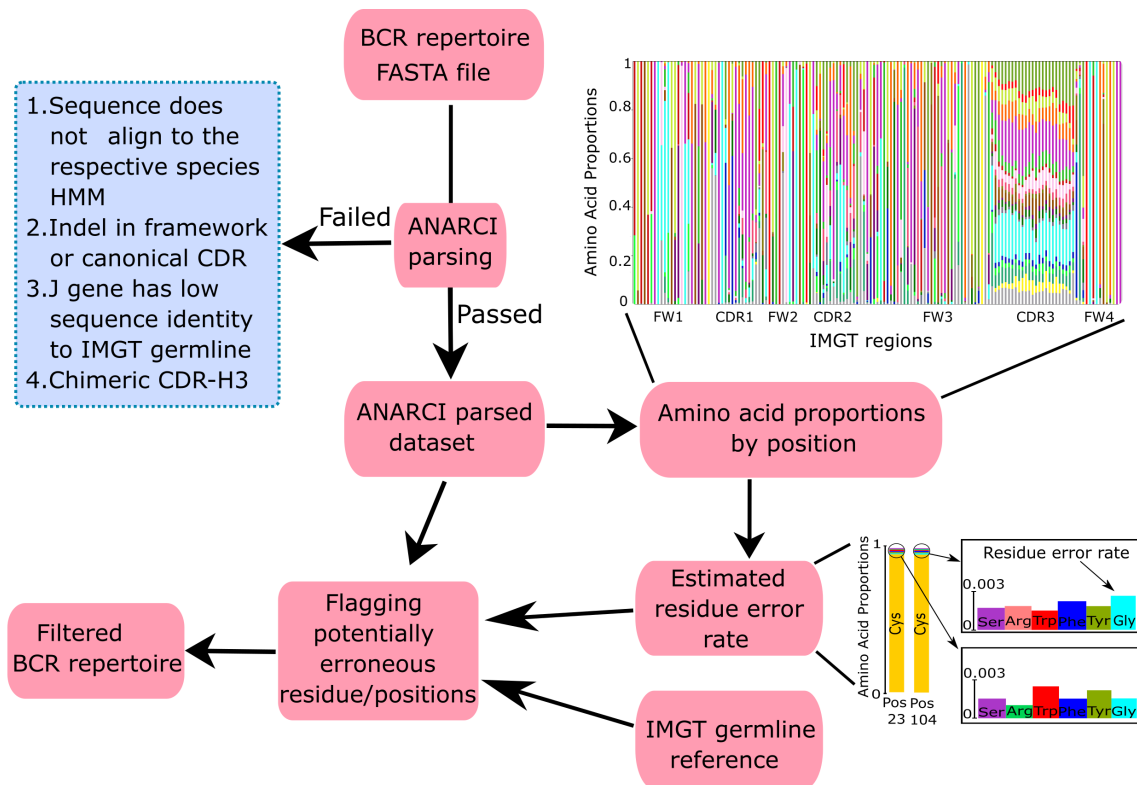 BCR repertoire
FASTA file
1.Sequence does
not align to the
respective species
HMM
2.Indel in framework
or canonical CDR
3.J gene has low
sequence identity
to IMGT germline
4.Chimeric CDR-H3
Failed
ANARCI
parsing
Passed
Amino Acid Proportions
1
0.8
0.6
0.4
0.2
0
FW1 CDR1 FW2 CDR2 FW3 CDR3 FW4
IMGT regions
ANARCI parsed
dataset
Amino acid proportions
by position
Estimated
residue error
rate
Flagging
potentially
erroneous
residue/positions
Filtered
BCR repertoire
IMGT germline
reference
Amino Acid Proportions
1
0
Cys Cys
Pos Pos
23 104
Residue error rate
0.003
0
Ser Arg Trp Phe Tyr Gly
0.003
0
Ser Arg Trp Phe Tyr Gly